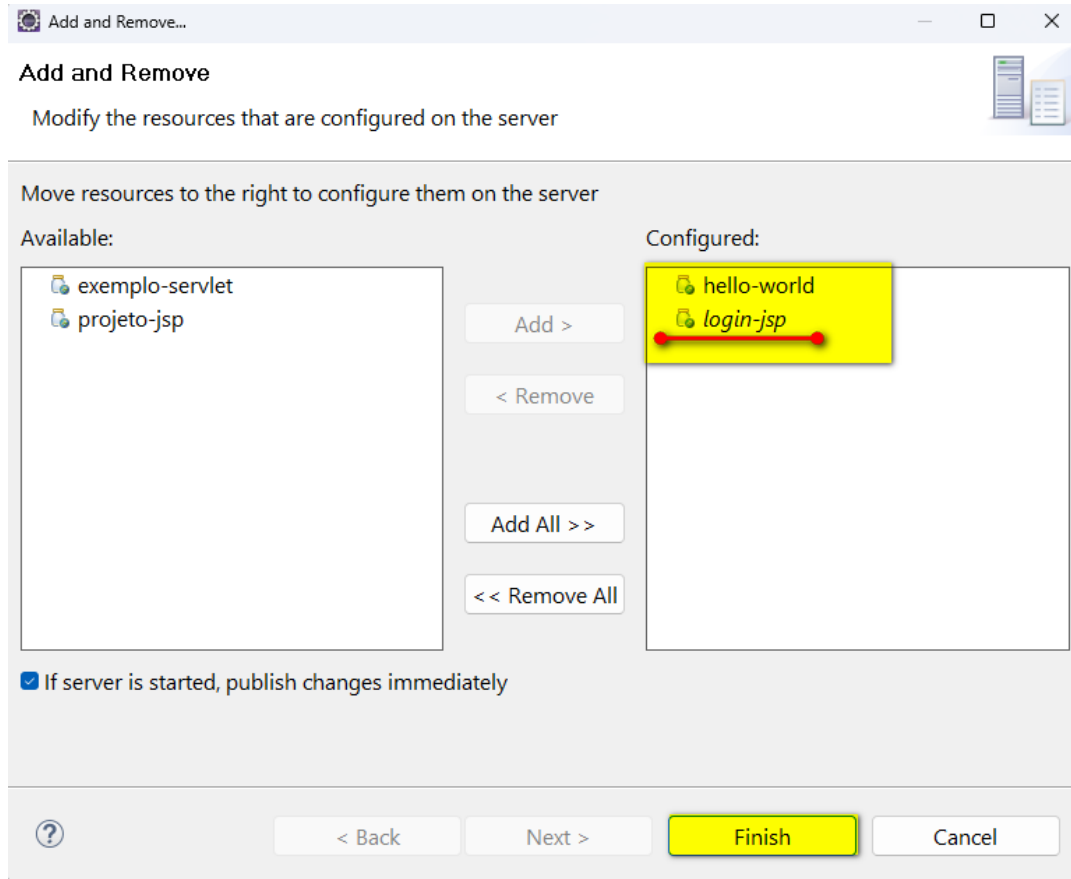 Add and Remove...
Add and Remove
Modify the resources that are configured on the server
Move resources to the right to configure them on the server
Available:
Configured:
exemplo-servlet
projeto-jsp
Add >
< Remove
Add All >>
<< Remove All
hello-world
login-jsp
If server is started, publish changes immediately
?
< Back
Next >
Finish
Cancel